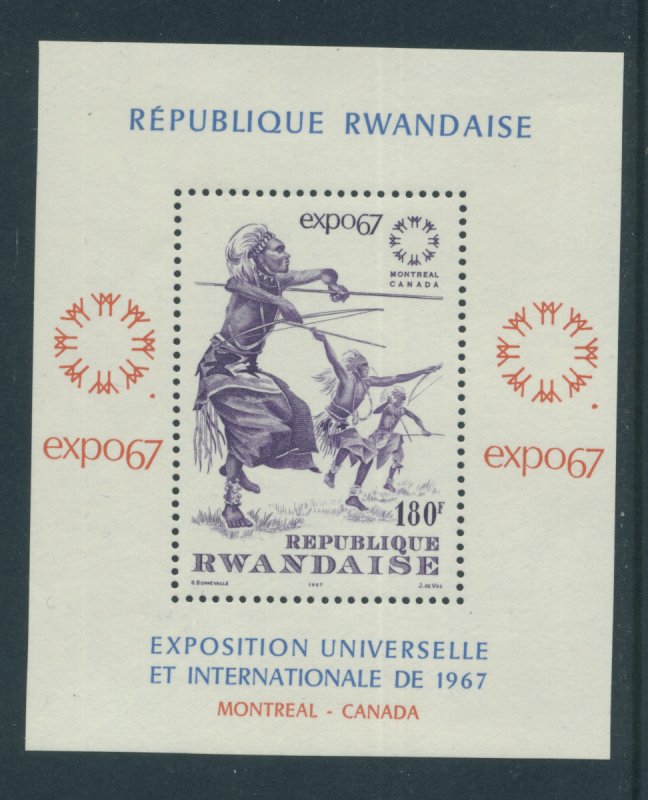 RÉPUBLIQUE RWANDAISE
expo67
MONTREAL
CANADA
expo67
expo67
180F
REPUBLIQUE
RWANDAISE
O. BONNEVALLE 1967 J. de Vos
EXPOSITION UNIVERSELLE
ET INTERNATIONALE DE 1967
MONTREAL - CANADA